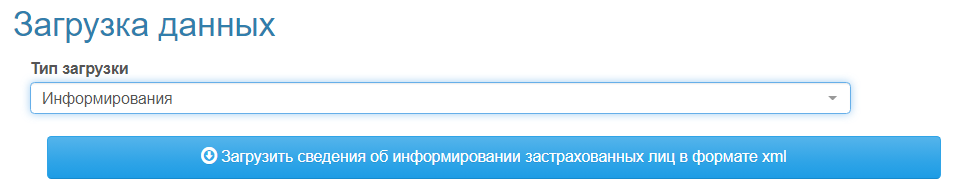 Загрузка данных
Тип загрузки
Информирования
Загрузить сведения об информировании застрахованных лиц в формате xml